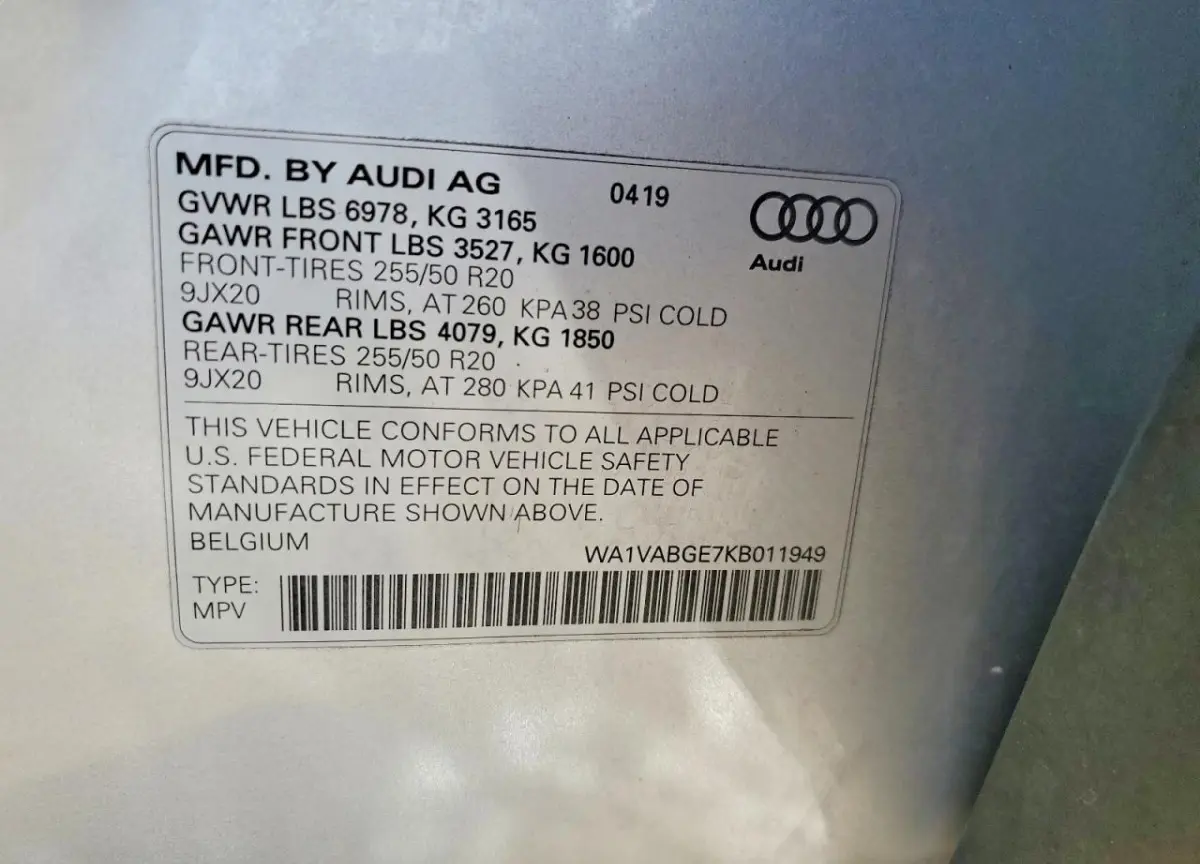 MFD. BY AUDI AG 0419
GVWR LBS 6978, KG 3165
GAWR FRONT LBS 3527, KG 1600
Audi
FRONT-TIRES 255/50 R20
9JX20 RIMS, AT 260 KPA 38 PSI COLD
GAWR REAR LBS 4079, KG 1850
REAR-TIRES 255/50 R20
9JX20 RIMS, AT 280 KPA 41 PSI COLD
THIS VEHICLE CONFORMS TO ALL APPLICABLE
U.S. FEDERAL MOTOR VEHICLE SAFETY
STANDARDS IN EFFECT ON THE DATE OF
MANUFACTURE SHOWN ABOVE.
BELGIUM WA1VABGE7KB011949
TYPE:
MPV